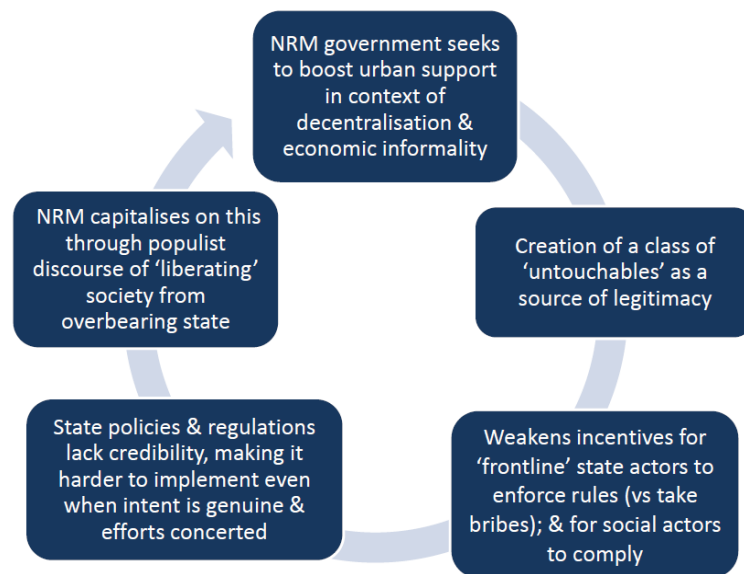 NRM government seeks
to boost urban support
in context of
decentralisation &
economic informality
Creation of a class of
‘untouchables’ as a
source of legitimacy
Weakens incentives for
‘frontline’ state actors to
enforce rules (vs take
bribes); & for social actors
to comply
State policies & regulations
lack credibility, making it
harder to implement even
when intent is genuine &
efforts concerted
NRM capitalises on this
through populist
discourse of ‘liberating’
society from
overbearing state